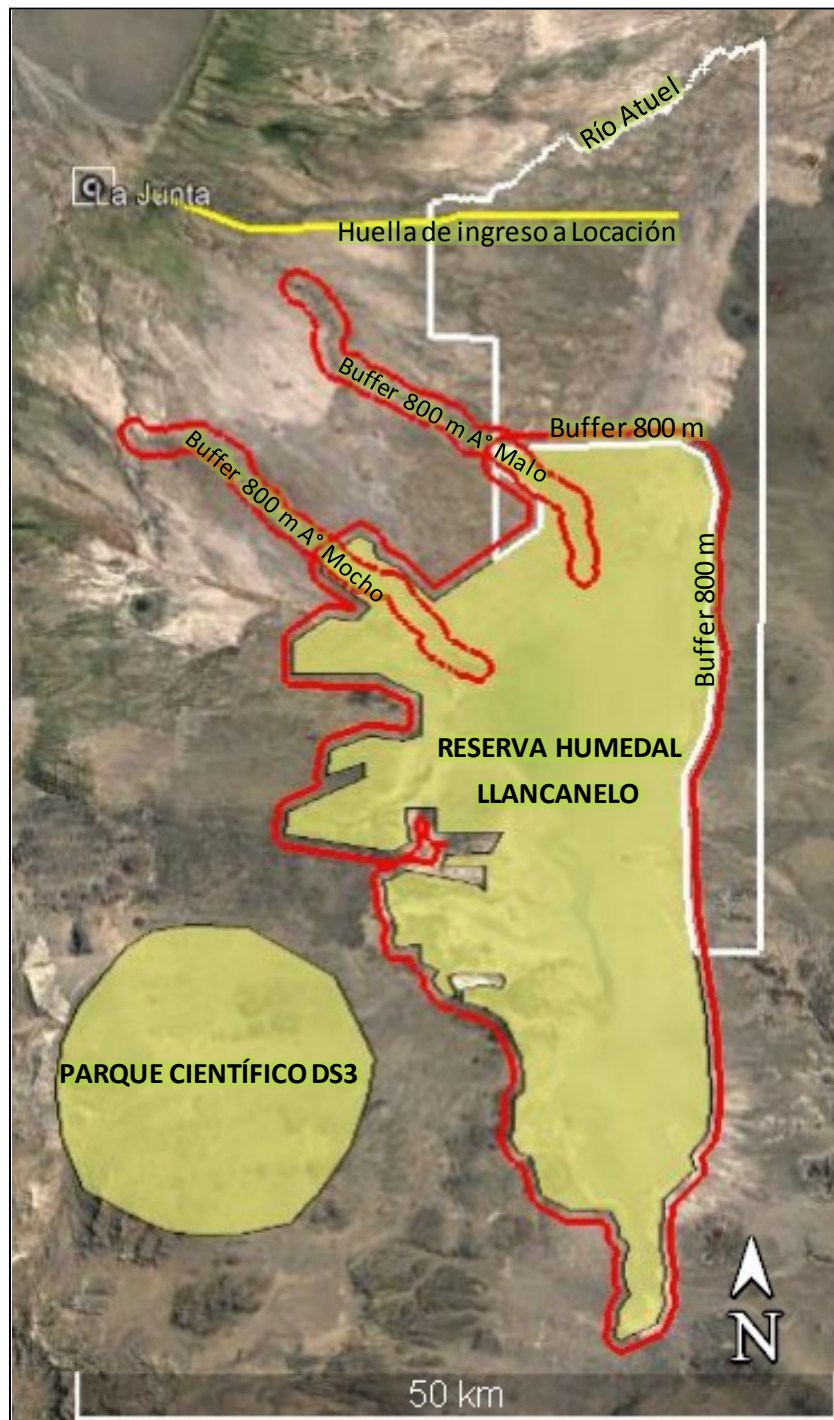 Río Atuel
La Junta
Huella de ingreso a Locación
Buffer 800 m A° Malo
Buffer 800 m
Buffer 800 m A° Mocho
Buffer 800 m
RESERVA HUMEDAL
LLANCANELO
PARQUE CIENTÍFICO DS3
N
50 km